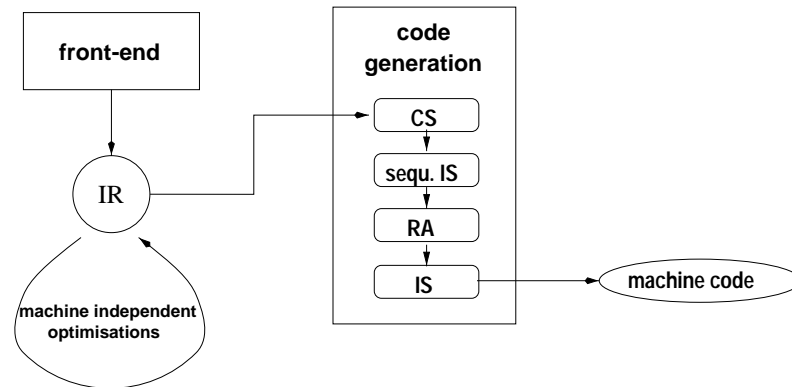 front-end
IR
machine independent
optimisations
code
generation
CS
sequ. IS
RA
IS
machine code